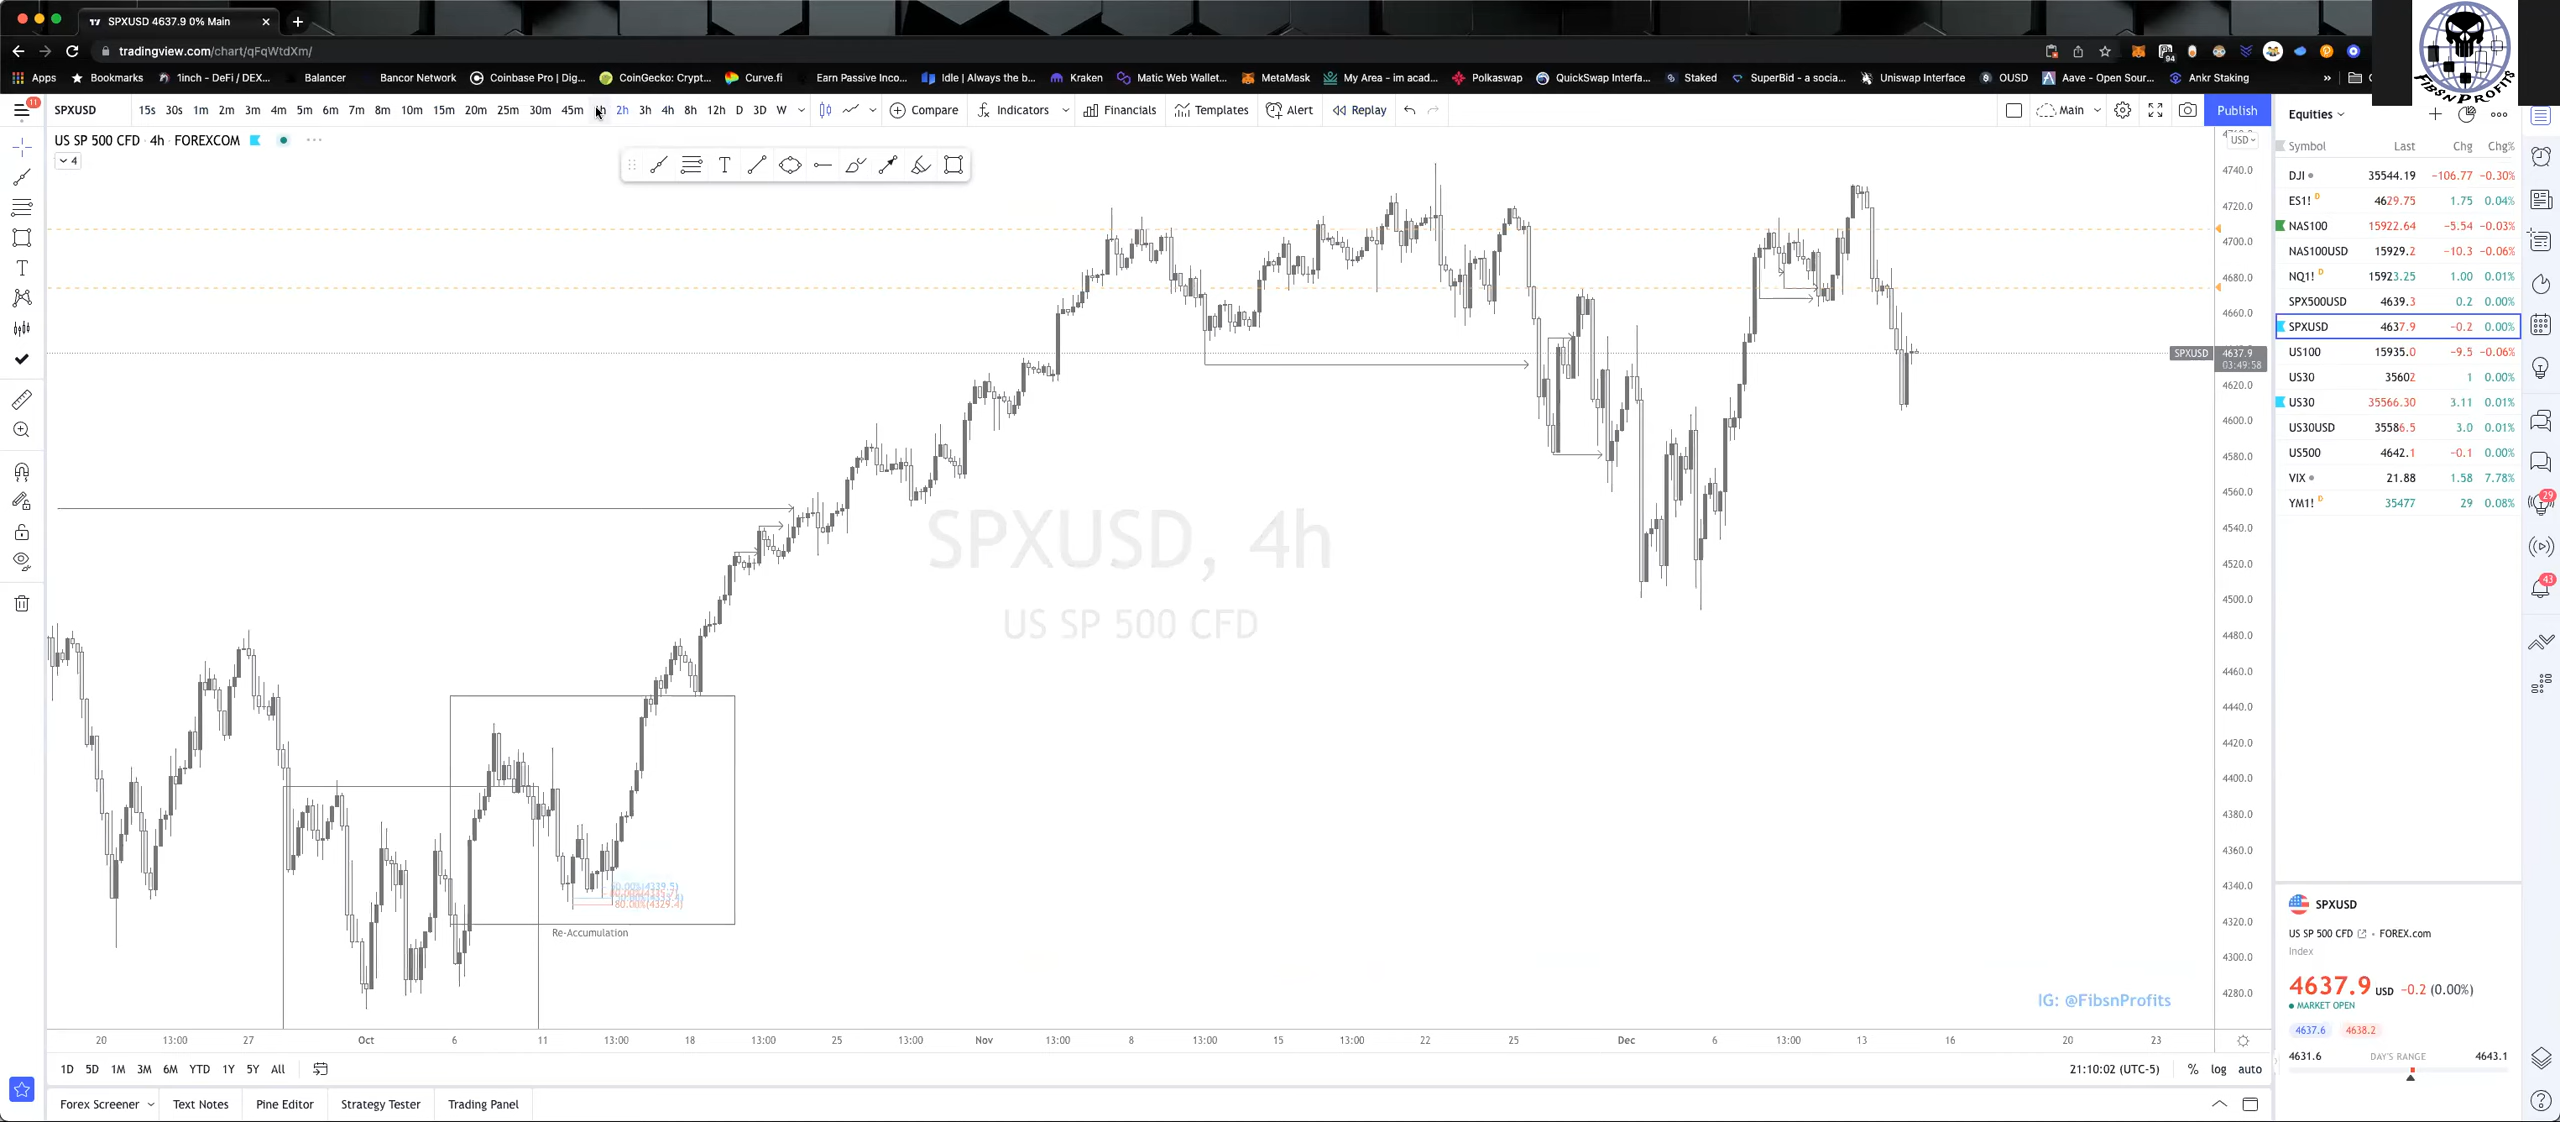 SPXUSD 4637.9 0% Main
tradingview.com/chart/qFqWtdXm/
94
Apps Bookmarks 1inch - DeFi / DEX... Balancer Bancor Network Coinbase Pro | Dig... CoinGecko: Crypt... Curve.fi Earn Passive Inco... Idle | Always the b... Kraken Matic Web Wallet... MetaMask My Area - im acad... Polkaswap QuickSwap Interfa... Staked SuperBid - a socia... Uniswap Interface OUSD Aave - Open Sour... Ankr Staking »
FIBSNPROFITS
11 SPXUSD 15s 30s 1m 2m 3m 4m 5m 6m 7m 8m 10m 15m 20m 25m 30m 45m 2h 3h 4h 8h 12h D 3D W Compare Indicators Financials Templates Alert Replay Main Publish
US SP 500 CFD · 4h · FOREXCOM
4
USD
4740.0
4720.0
4700.0
4680.0
4660.0
SPXUSD 4637.9
03:49:58
4620.0
4600.0
4580.0
4560.0
4540.0
4520.0
4500.0
4480.0
4460.0
4440.0
4420.0
4400.0
4380.0
4360.0
4340.0
4320.0
4300.0
4280.0
SPXUSD, 4h
US SP 500 CFD
80.00%(4329.4)
Re-Accumulation
IG: @FibsnProfits
20 13:00 27 Oct 6 11 13:00 18 13:00 25 13:00 Nov 13:00 8 13:00 15 13:00 22 25 Dec 6 13:00 13 16 20 23
1D 5D 1M 3M 6M YTD 1Y 5Y All
21:10:02 (UTC-5) % log auto
Forex Screener Text Notes Pine Editor Strategy Tester Trading Panel
Equities
Symbol Last Chg Chg%
DJI 35544.19 −106.77 −0.30%
ES1! D 4629.75 1.75 0.04%
NAS100 15922.64 −5.54 −0.03%
NAS100USD 15929.2 −10.3 −0.06%
NQ1! D 15923.25 1.00 0.01%
SPX500USD 4639.3 0.2 0.00%
SPXUSD 4637.9 −0.2 0.00%
US100 15935.0 −9.5 −0.06%
US30 35602 1 0.00%
US30 35566.30 3.11 0.01%
US30USD 35586.5 3.0 0.01%
US500 4642.1 −0.1 0.00%
VIX 21.88 1.58 7.78%
YM1! D 35477 29 0.08%
29
43
SPXUSD
US SP 500 CFD • FOREX.com
Index
4637.9 USD −0.2 (0.00%)
MARKET OPEN
4637.6 4638.2
4631.6 DAY'S RANGE 4643.1